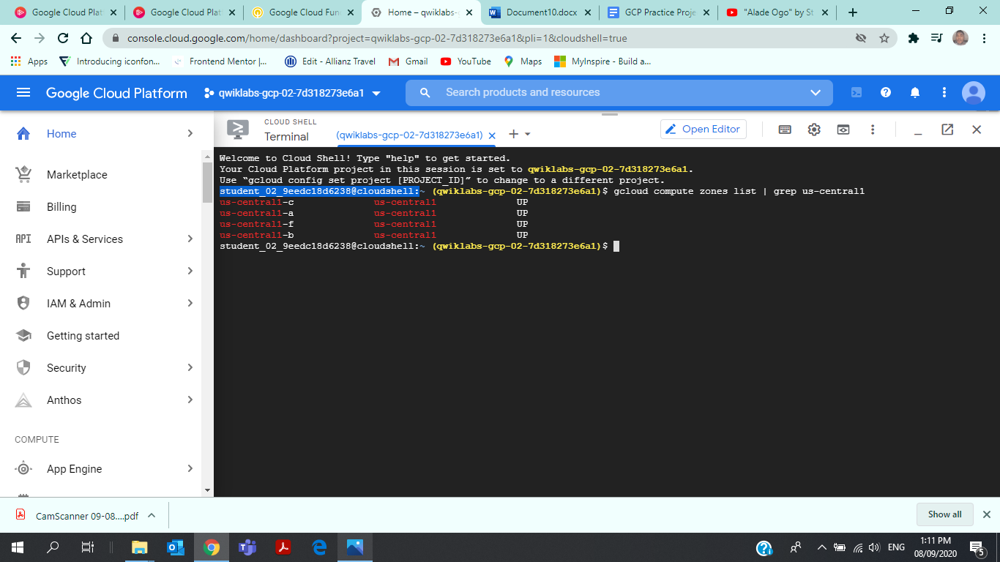 Google Cloud Plat
Google Cloud Plat
Google Cloud Fun
Home – qwiklabs-g
Document10.docx
GCP Practice Proje
"Alade Ogo" by St
console.cloud.google.com/home/dashboard?project=qwiklabs-gcp-02-7d318273e6a1&pli=1&cloudshell=true
Apps
Introducing iconfon...
Frontend Mentor |...
Edit - Allianz Travel
Gmail
YouTube
Maps
MyInspire - Build a...
Google Cloud Platform
qwiklabs-gcp-02-7d318273e6a1
Search products and resources
Home
Marketplace
Billing
API APIs & Services
Support
IAM & Admin
Getting started
Security
Anthos
COMPUTE
App Engine
CLOUD SHELL
Terminal
(qwiklabs-gcp-02-7d318273e6a1)
Open Editor
Welcome to Cloud Shell! Type "help" to get started.
Your Cloud Platform project in this session is set to qwiklabs-gcp-02-7d318273e6a1.
Use “gcloud config set project [PROJECT_ID]” to change to a different project.
student_02_9eedc18d6238@cloudshell:~ (qwiklabs-gcp-02-7d318273e6a1)$ gcloud compute zones list | grep us-central1
us-central1-c us-central1 UP
us-central1-a us-central1 UP
us-central1-f us-central1 UP
us-central1-b us-central1 UP
student_02_9eedc18d6238@cloudshell:~ (qwiklabs-gcp-02-7d318273e6a1)$
CamScanner 09-08....pdf
Show all
ENG
1:11 PM
08/09/2020
5